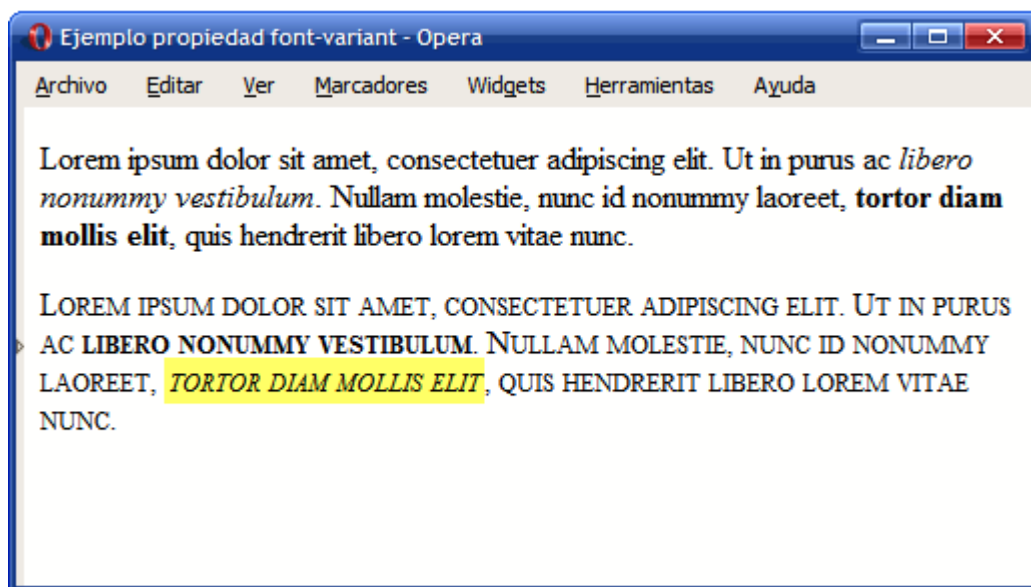 Ejemplo propiedad font-variant - Opera
Archivo Editar Ver Marcadores Widgets Herramientas Ayuda
Lorem ipsum dolor sit amet, consectetuer adipiscing elit. Ut in purus ac libero
nonummy vestibulum. Nullam molestie, nunc id nonummy laoreet, tortor diam
mollis elit, quis hendrerit libero lorem vitae nunc.
Lorem ipsum dolor sit amet, consectetuer adipiscing elit. Ut in purus
ac libero nonummy vestibulum. Nullam molestie, nunc id nonummy
laoreet, tortor diam mollis elit, quis hendrerit libero lorem vitae
nunc.